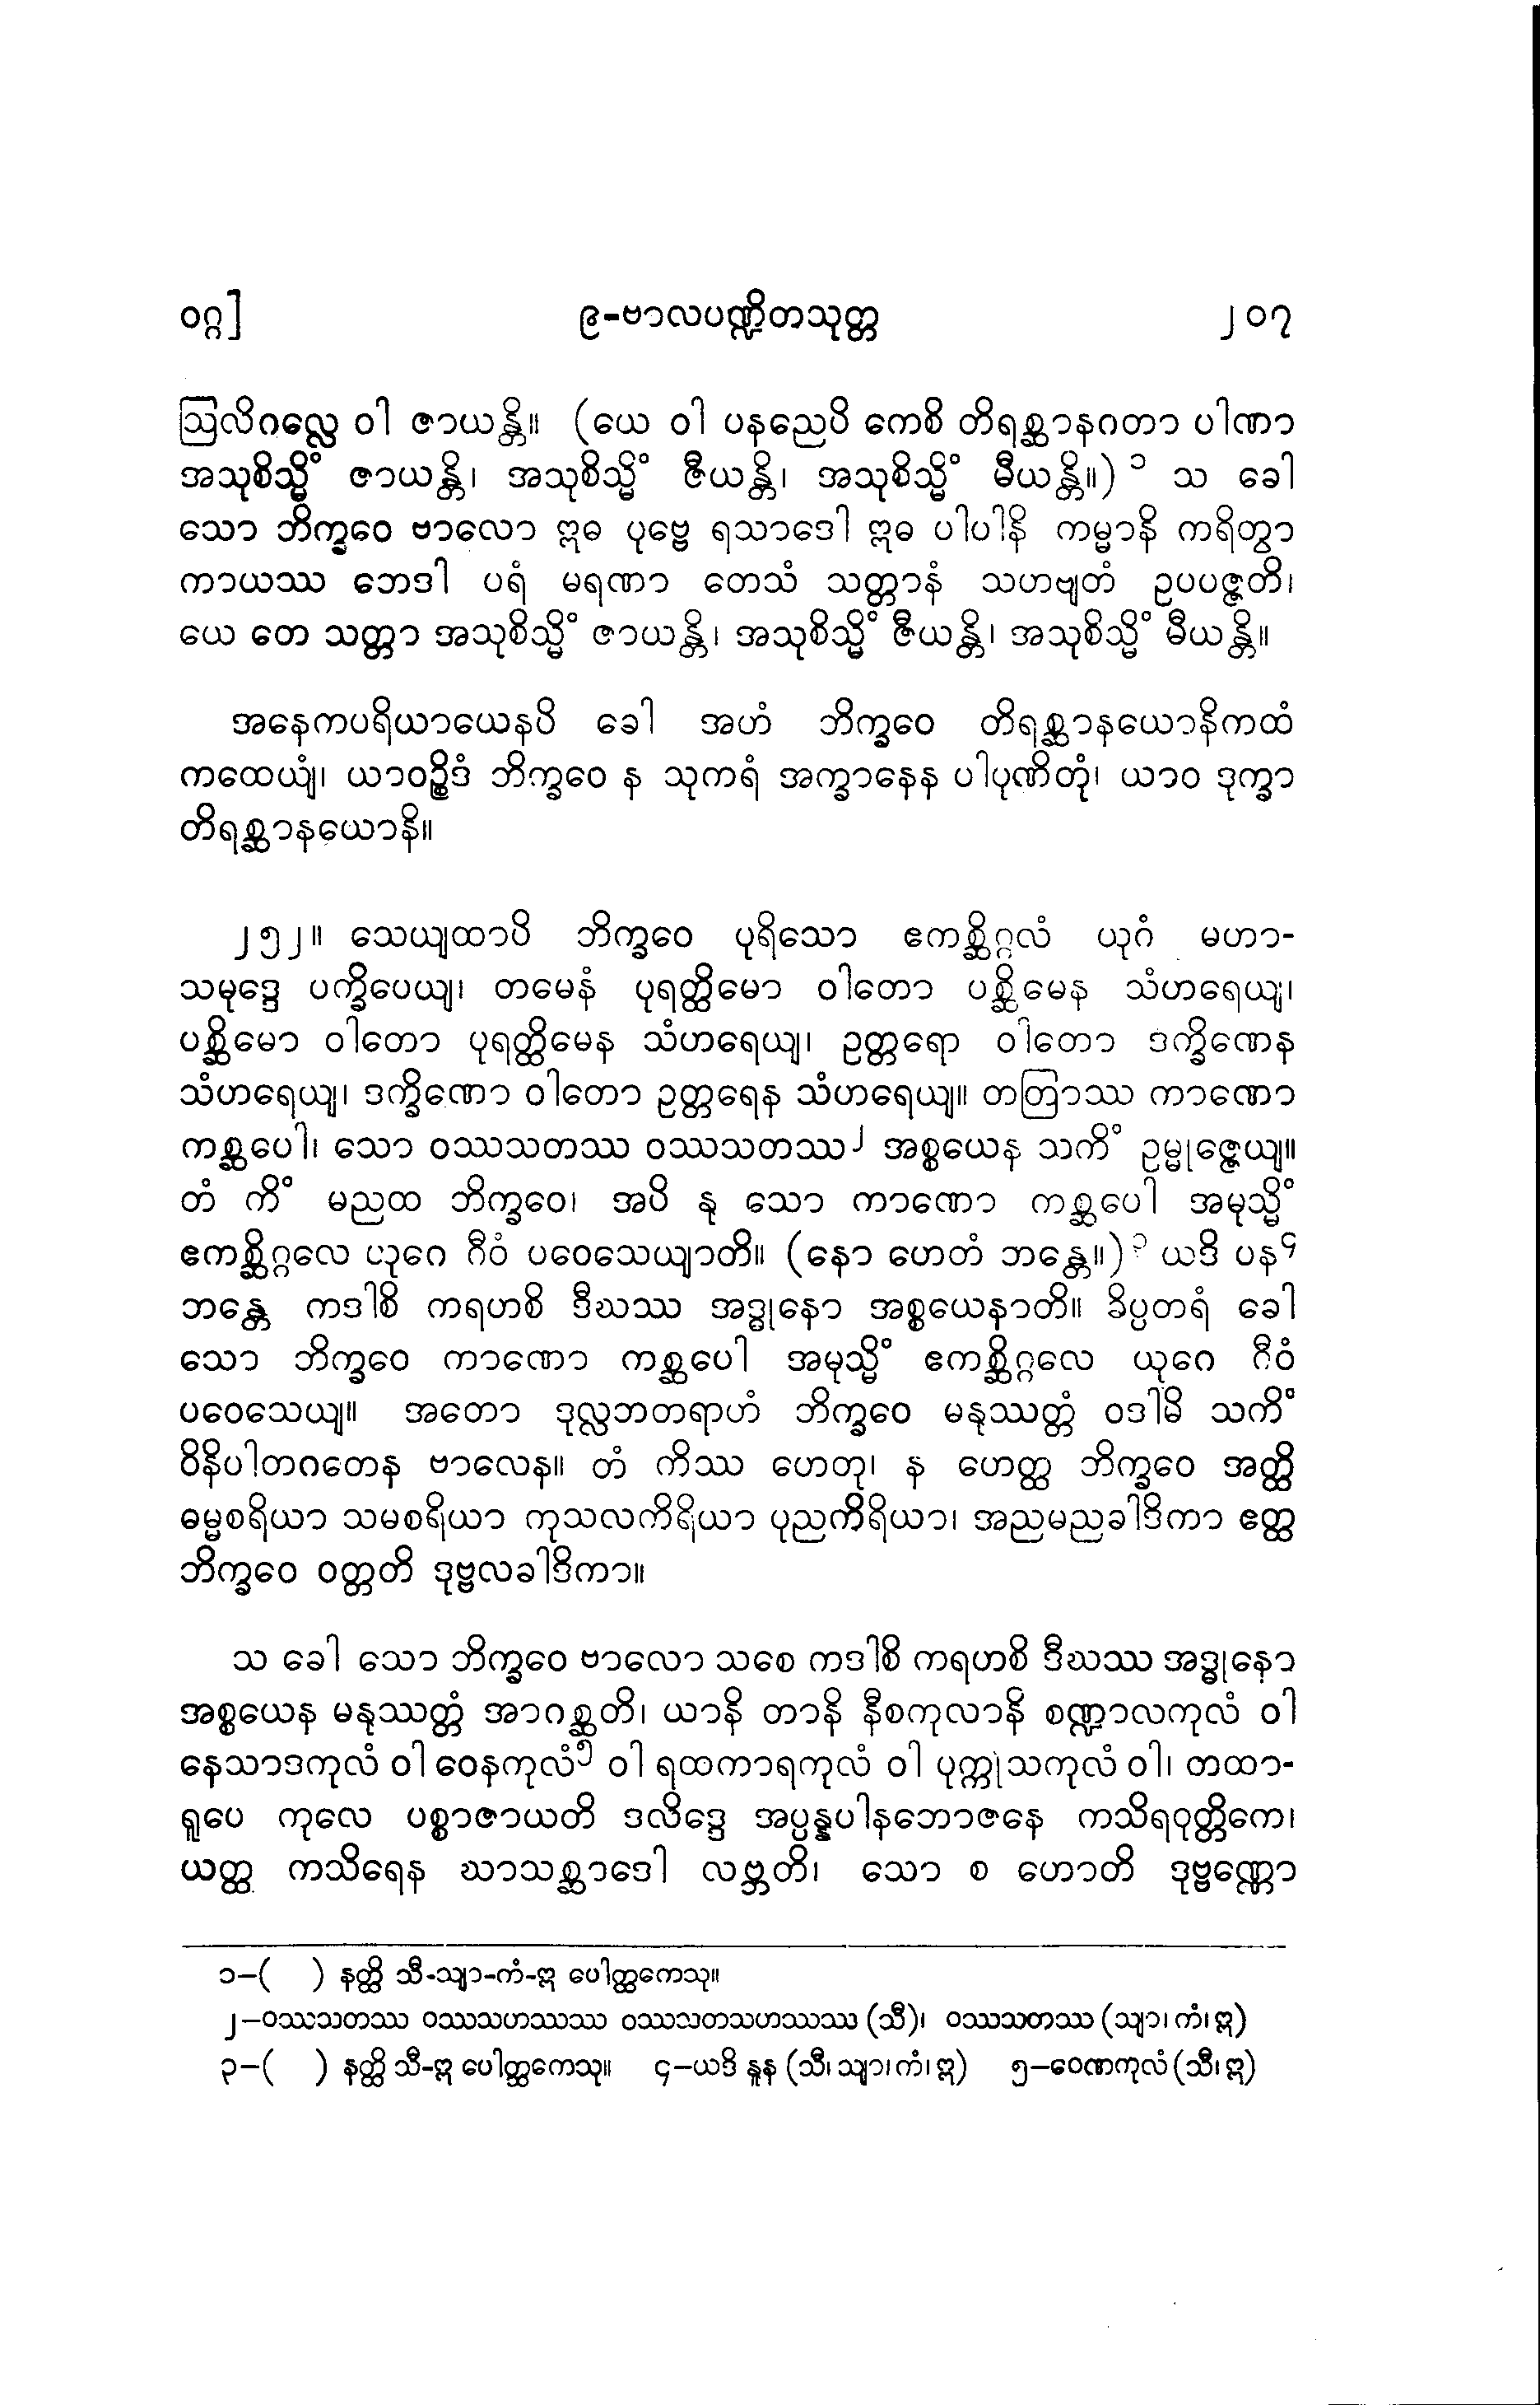 ဝဂ္ဂ] ၉-ဗာလပဏ္ဍိတသုတ္တ ၂၀၇
ဩလိဂလ္လေ ဝါ ဇာယန္တိ။ (ယေ ဝါ ပနညေပိ ကေစိ တိရစ္ဆာနဂတာ ပါဏာ
အသုစိသ္မိံ ဇာယန္တိ၊ အသုစိသ္မိံ ဇီယန္တိ၊ အသုစိသ္မိံ မီယန္တိ။) ၁ သ ခေါ
သော ဘိက္ခဝေ ဗာလော ဣဓ ပုဗ္ဗေ ရသာဒေါ ဣဓ ပါပါနိ ကမ္မာနိ ကရိတွာ
ကာယဿ ဘေဒါ ပရံ မရဏာ တေသံ သတ္တာနံ သဟဗျတံ ဥပပဇ္ဇတိ၊
ယေ တေ သတ္တာ အသုစိသ္မိံ ဇာယန္တိ၊ အသုစိသ္မိံ ဇီယန္တိ၊ အသုစိသ္မိံ မီယန္တိ။
အနေကပရိယာယေနပိ ခေါ အဟံ ဘိက္ခဝေ တိရစ္ဆာနယောနိကထံ
ကထေယျံ၊ ယာဝဉ္စိဒံ ဘိက္ခဝေ န သုကရံ အက္ခာနေန ပါပုဏိတုံ၊ ယာဝ ဒုက္ခာ
တိရစ္ဆာနယောနိ။
၂၅၂။ သေယျထာပိ ဘိက္ခဝေ ပုရိသော ဧကစ္ဆိဂ္ဂလံ ယုဂံ မဟာ-
သမုဒ္ဒေ ပက္ခိပေယျ၊ တမေနံ ပုရတ္ထိမော ဝါတော ပစ္ဆိမေန သံဟရေယျ၊
ပစ္ဆိမော ဝါတော ပုရတ္ထိမေန သံဟရေယျ၊ ဥတ္တရော ဝါတော ဒက္ခိဏေန
သံဟရေယျ၊ ဒက္ခိဏော ဝါတော ဥတ္တရေန သံဟရေယျ။ တတြာဿ ကာဏော
ကစ္ဆပေါ၊ သော ဝဿသတဿ ဝဿသတဿ၂ အစ္စယေန သကိံ ဥမ္မုဇ္ဇေယျ။
တံ ကိံ မညထ ဘိက္ခဝေ၊ အပိ နု သော ကာဏော ကစ္ဆပေါ အမုသ္မိံ
ဧကစ္ဆိဂ္ဂလေ ယုဂေ ဂီဝံ ပဝေသေယျာတိ။ (နော ဟေတံ ဘန္တေ။)၃ ယဒိ ပန၄
ဘန္တေ ကဒါစိ ကရဟစိ ဒီဃဿ အဒ္ဓုနော အစ္စယေနာတိ။ ခိပ္ပတရံ ခေါ
သော ဘိက္ခဝေ ကာဏော ကစ္ဆပေါ အမုသ္မိံ ဧကစ္ဆိဂ္ဂလေ ယုဂေ ဂီဝံ
ပဝေသေယျ။ အတော ဒုလ္လဘတရာဟံ ဘိက္ခဝေ မနုဿတ္တံ ဝဒါမိ သကိံ
ဝိနိပါတဂတေန ဗာလေန။ တံ ကိဿ ဟေတု၊ န ဟေတ္ထ ဘိက္ခဝေ အတ္ထိ
ဓမ္မစရိယာ သမစရိယာ ကုသလကိရိယာ ပုညကိရိယာ၊ အညမညခါဒိကာ ဧတ္ထ
ဘိက္ခဝေ ဝတ္တတိ ဒုဗ္ဗလခါဒိကာ။
သ ခေါ သော ဘိက္ခဝေ ဗာလော သစေ ကဒါစိ ကရဟစိ ဒီဃဿ အဒ္ဓုနော
အစ္စယေန မနုဿတ္တံ အာဂစ္ဆတိ၊ ယာနိ တာနိ နီစကုလာနိ စဏ္ဍာလကုလံ ဝါ
နေသာဒကုလံ ဝါ ဝေနကုလံ၅ ဝါ ရထကာရကုလံ ဝါ ပုက္ကုသကုလံ ဝါ၊ တထာ-
ရူပေ ကုလေ ပစ္စာဇာယတိ ဒလိဒ္ဒေ အပ္ပန္နပါနဘောဇနေ ကသိရဝုတ္တိကေ၊
ယတ္ထ ကသိရေန ဃာသစ္ဆာဒေါ လဗ္ဘတိ၊ သော စ ဟောတိ ဒုဗ္ဗဏ္ဏော
၁–( ) နတ္ထိ သီ-သျာ-ကံ-ဣ ပေါတ္ထကေသု။
၂–ဝဿသတဿ ဝဿသဟဿဿ ဝဿသတသဟဿဿ (သီ)၊ ဝဿသတဿ (သျာ၊ ကံ၊ ဣ)
၃–( ) နတ္ထိ သီ-ဣ ပေါတ္ထကေသု။ ၄–ယဒိ နူန (သီ၊ သျာ၊ ကံ၊ ဣ) ၅–ဝေဏကုလံ (သီ၊ ဣ)